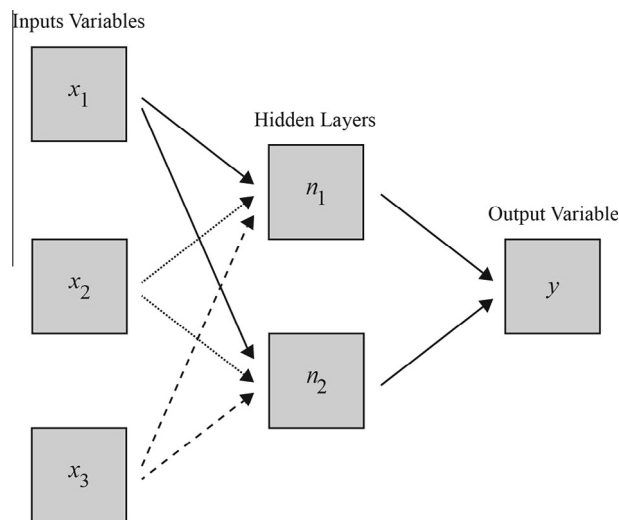 Inputs Variables
x1
Hidden Layers
n1
Output Variable
x2
y
n2
x3